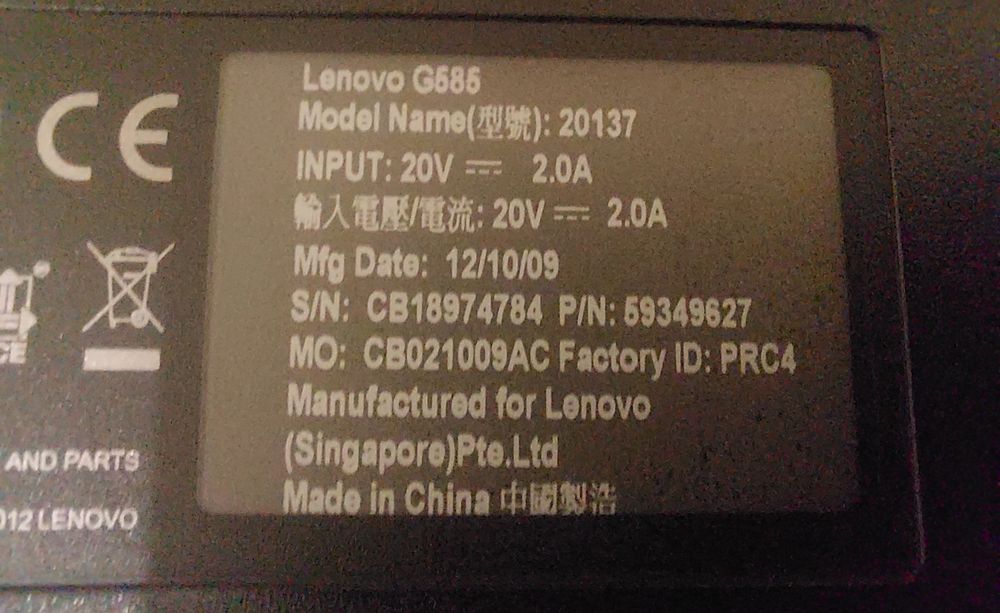 Lenovo G585
Model Name(型號): 20137
INPUT: 20V ⎓ 2.0A
輸入電壓/電流: 20V ⎓ 2.0A
Mfg Date: 12/10/09
S/N: CB18974784 P/N: 59349627
MO: CB021009AC Factory ID: PRC4
Manufactured for Lenovo
(Singapore)Pte.Ltd
Made in China 中國製造
CE
CE
AND PARTS
012 LENOVO